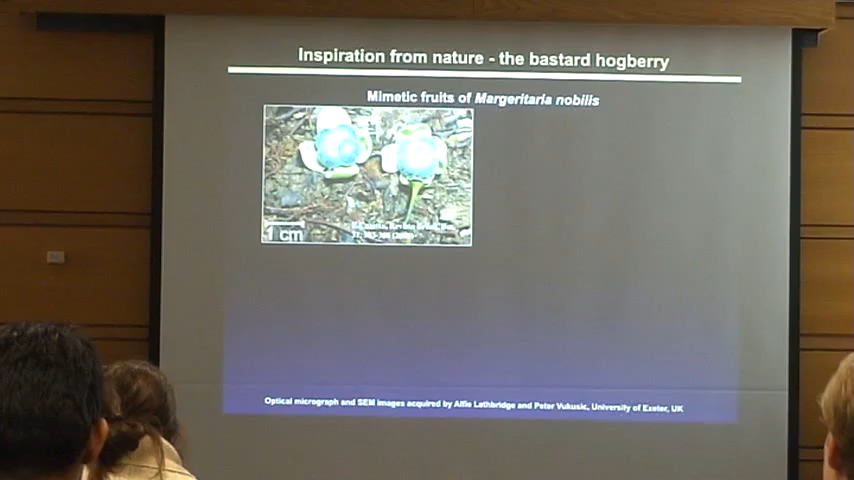 Inspiration from nature - the bastard hogberry
Mimetic fruits of Margeritaria nobilis
1 cm
Optical micrograph and SEM images acquired by Alfie Lethbridge and Peter Vukusic, University of Exeter, UK